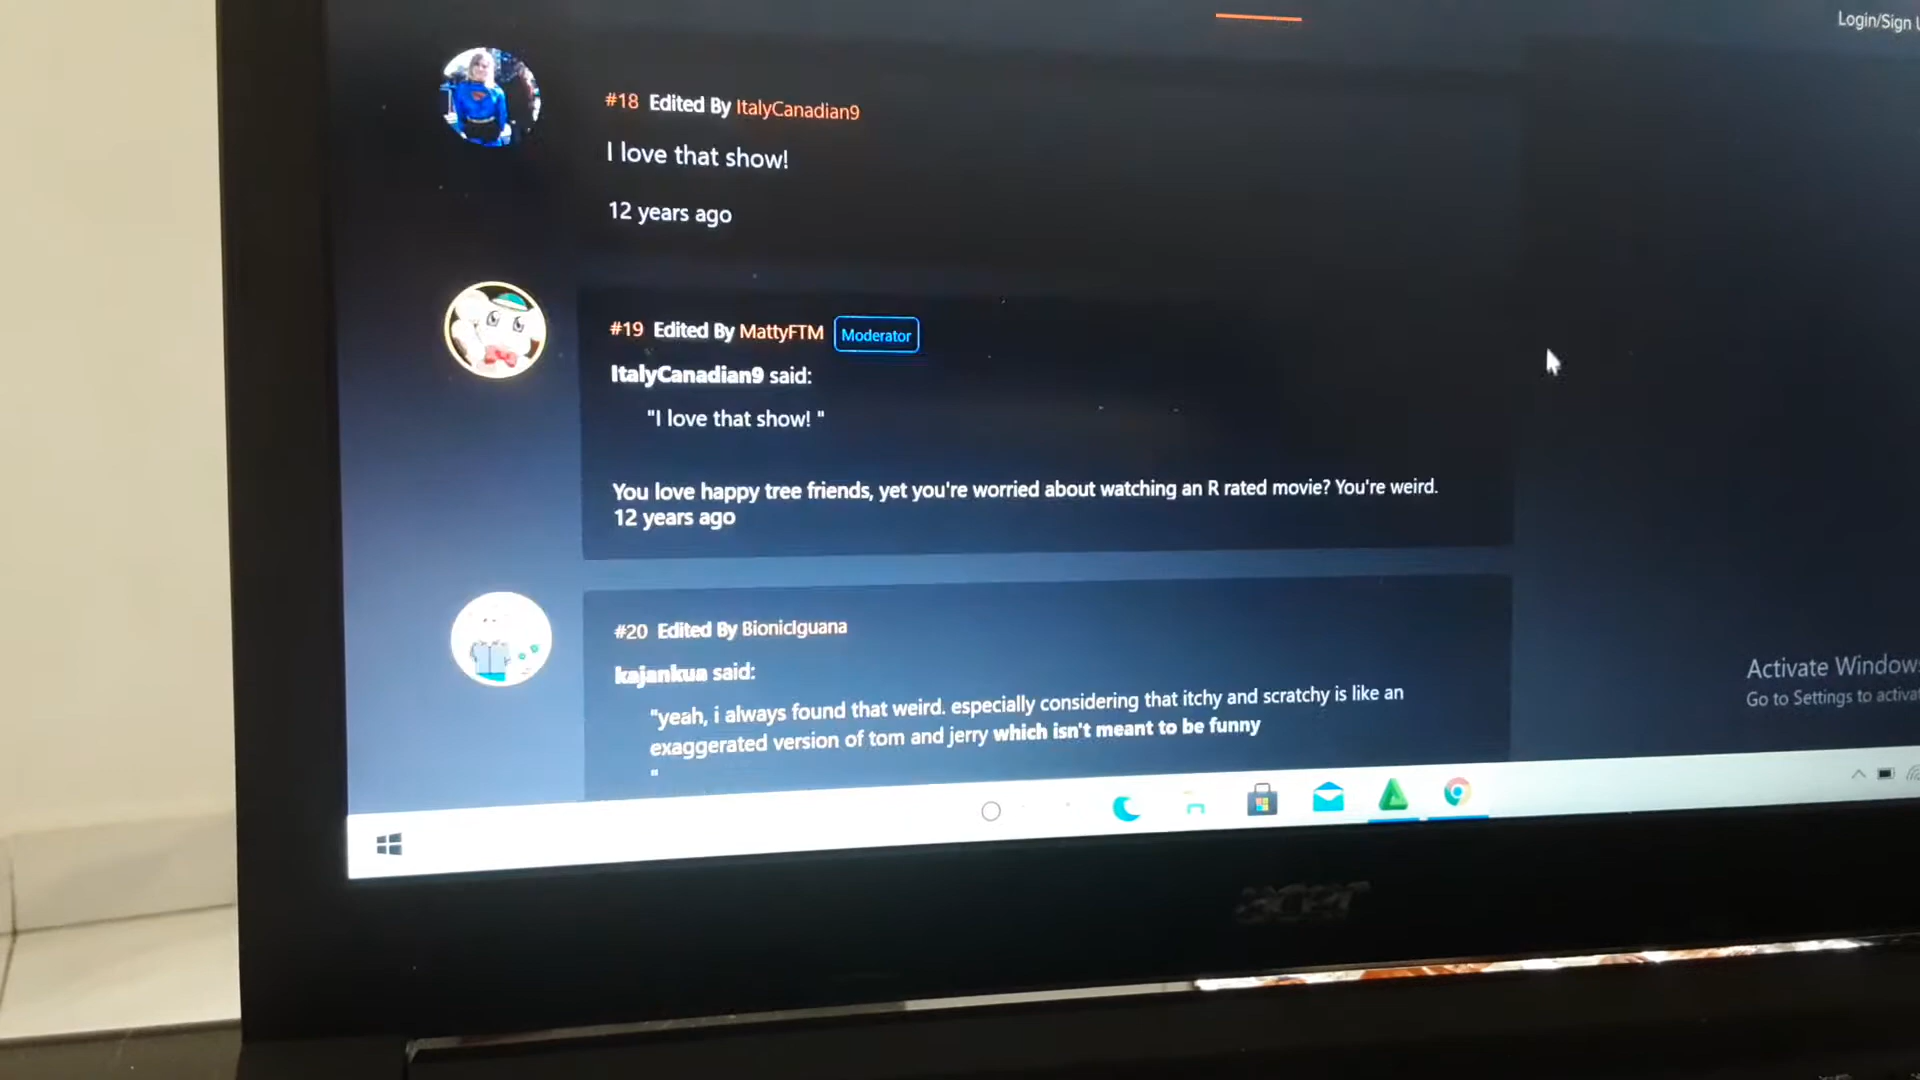 Login/Sign
#18 Edited By ItalyCanadian9
I love that show!
12 years ago
#19 Edited By MattyFTM Moderator
ItalyCanadian9 said:
"I love that show! "
You love happy tree friends, yet you're worried about watching an R rated movie? You're weird.
12 years ago
#20 Edited By BionicIguana
kajankua said:
"yeah, i always found that weird. especially considering that itchy and scratchy is like an
exaggerated version of tom and jerry which isn't meant to be funny
"
Activate Windows
Go to Settings to activa
acer